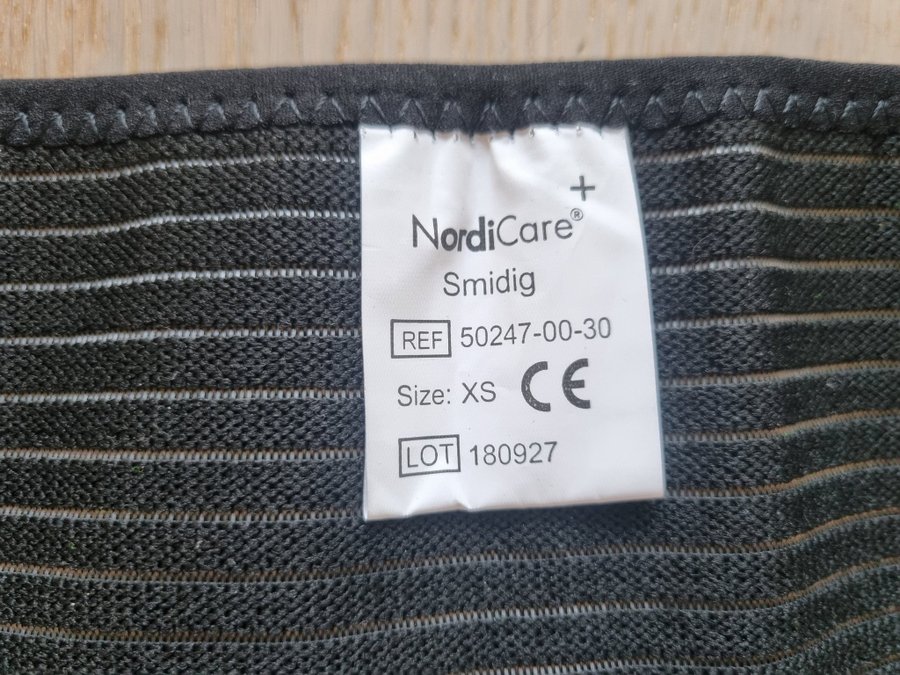 NordiCare®
Smidig
REF 50247-00-30
Size: XS CE
LOT 180927